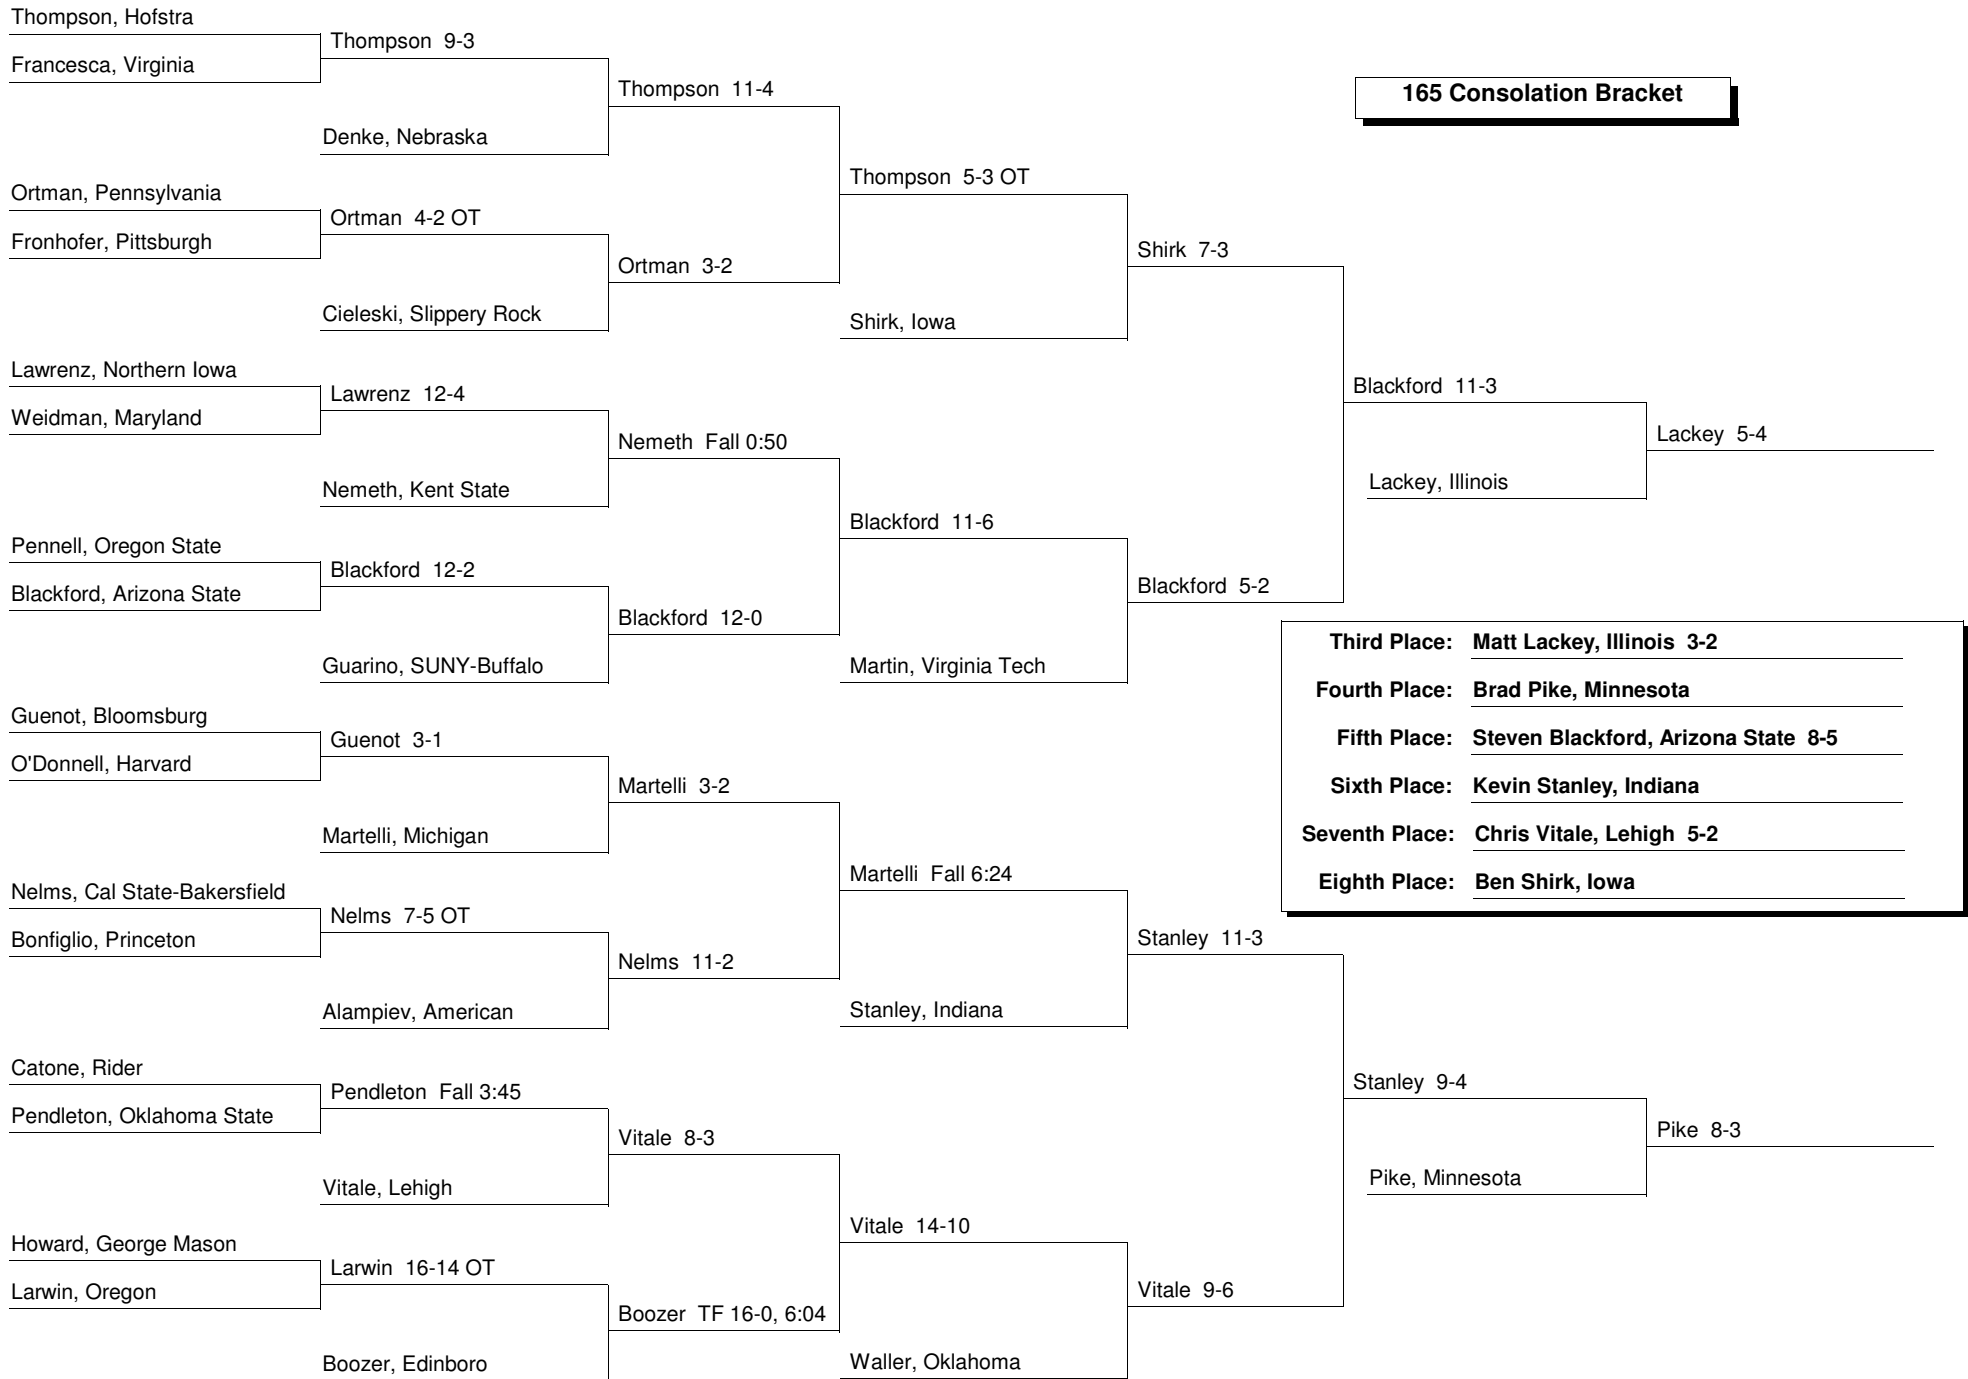 Thompson, Hofstra
Francesca, Virginia
Thompson 9-3
Denke, Nebraska
Thompson 11-4
165 Consolation Bracket
Ortman, Pennsylvania
Fronhofer, Pittsburgh
Ortman 4-2 OT
Cieleski, Slippery Rock
Ortman 3-2
Thompson 5-3 OT
Shirk, Iowa
Shirk 7-3
Lawrenz, Northern Iowa
Weidman, Maryland
Lawrenz 12-4
Nemeth, Kent State
Nemeth Fall 0:50
Pennell, Oregon State
Blackford, Arizona State
Blackford 12-2
Guarino, SUNY-Buffalo
Blackford 12-0
Blackford 11-6
Martin, Virginia Tech
Blackford 5-2
Blackford 11-3
Lackey, Illinois
Lackey 5-4
Third Place: Matt Lackey, Illinois 3-2
Fourth Place: Brad Pike, Minnesota
Fifth Place: Steven Blackford, Arizona State 8-5
Sixth Place: Kevin Stanley, Indiana
Seventh Place: Chris Vitale, Lehigh 5-2
Eighth Place: Ben Shirk, Iowa
Guenot, Bloomsburg
O'Donnell, Harvard
Guenot 3-1
Martelli, Michigan
Martelli 3-2
Nelms, Cal State-Bakersfield
Bonfiglio, Princeton
Nelms 7-5 OT
Alampiev, American
Nelms 11-2
Martelli Fall 6:24
Stanley, Indiana
Stanley 11-3
Catone, Rider
Pendleton, Oklahoma State
Pendleton Fall 3:45
Vitale, Lehigh
Vitale 8-3
Howard, George Mason
Larwin, Oregon
Larwin 16-14 OT
Boozer, Edinboro
Boozer TF 16-0, 6:04
Vitale 14-10
Waller, Oklahoma
Vitale 9-6
Stanley 9-4
Pike, Minnesota
Pike 8-3